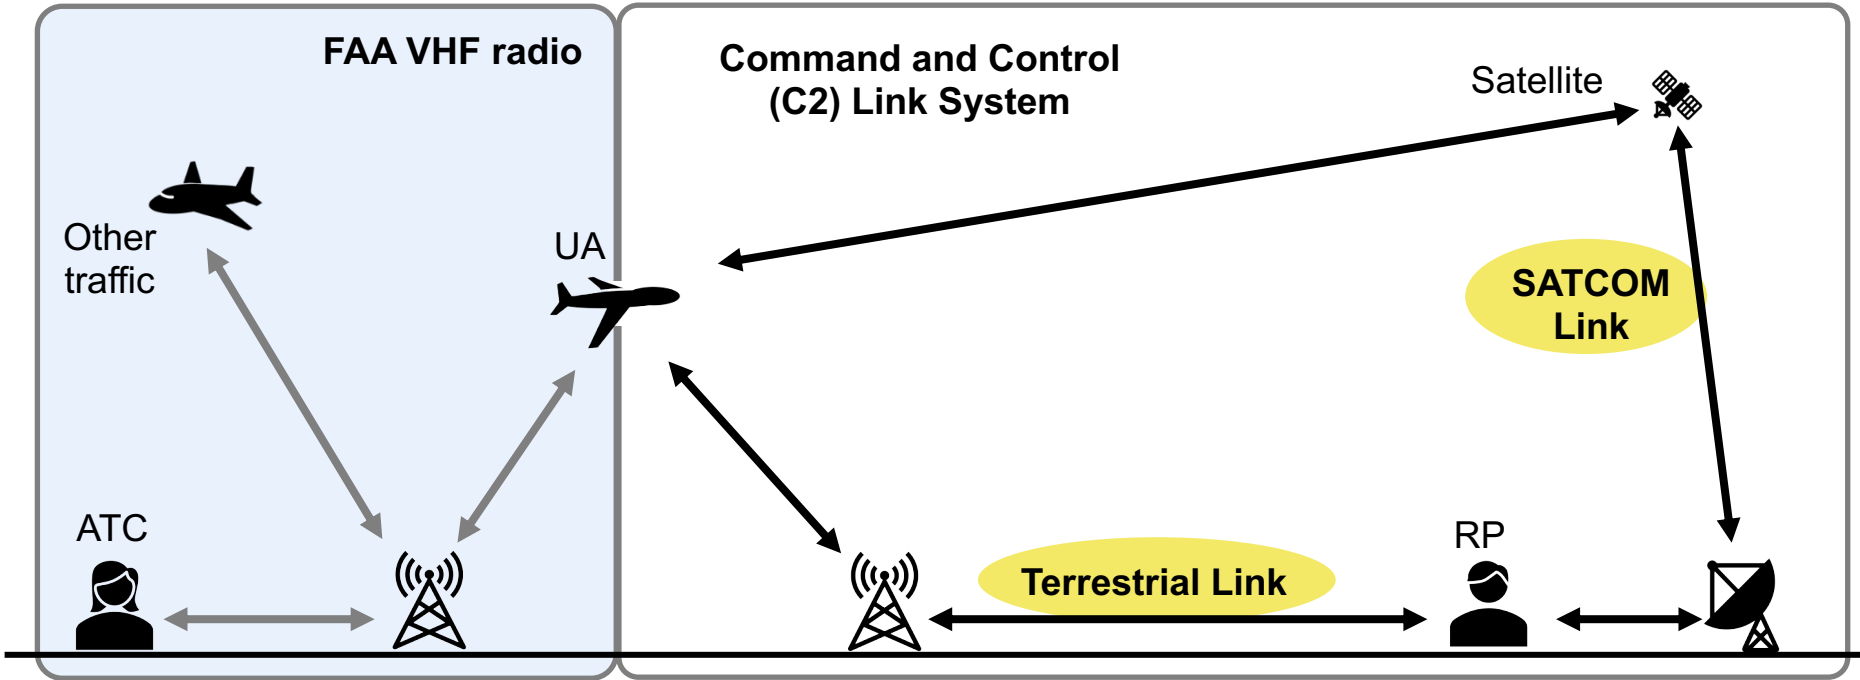 FAA VHF radio
Command and Control
(C2) Link System
Satellite
Other
traffic
UA
SATCOM
Link
ATC
RP
Terrestrial Link